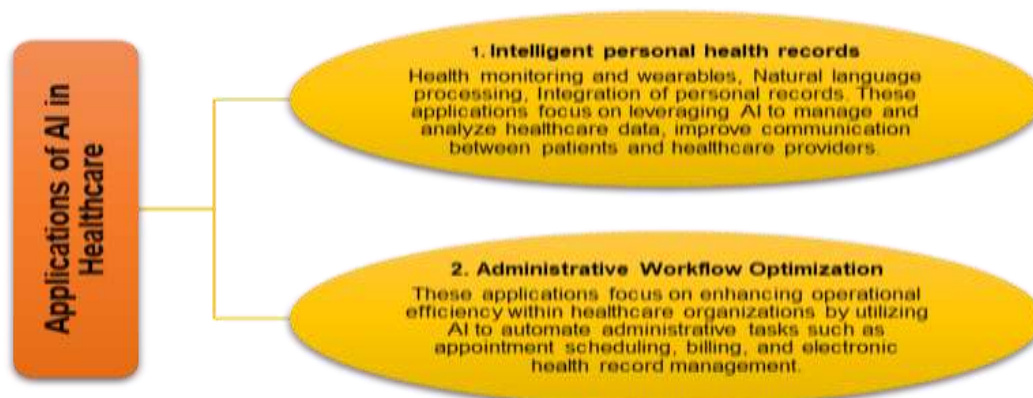 Applications of AI in
Healthcare
1. Intelligent personal health records
Health monitoring and wearables, Natural language
processing, Integration of personal records. These
applications focus on leveraging AI to manage and
analyze healthcare data, improve communication
between patients and healthcare providers.
2. Administrative Workflow Optimization
These applications focus on enhancing operational
efficiency within healthcare organizations by utilizing
AI to automate administrative tasks such as
appointment scheduling, billing, and electronic
health record management.